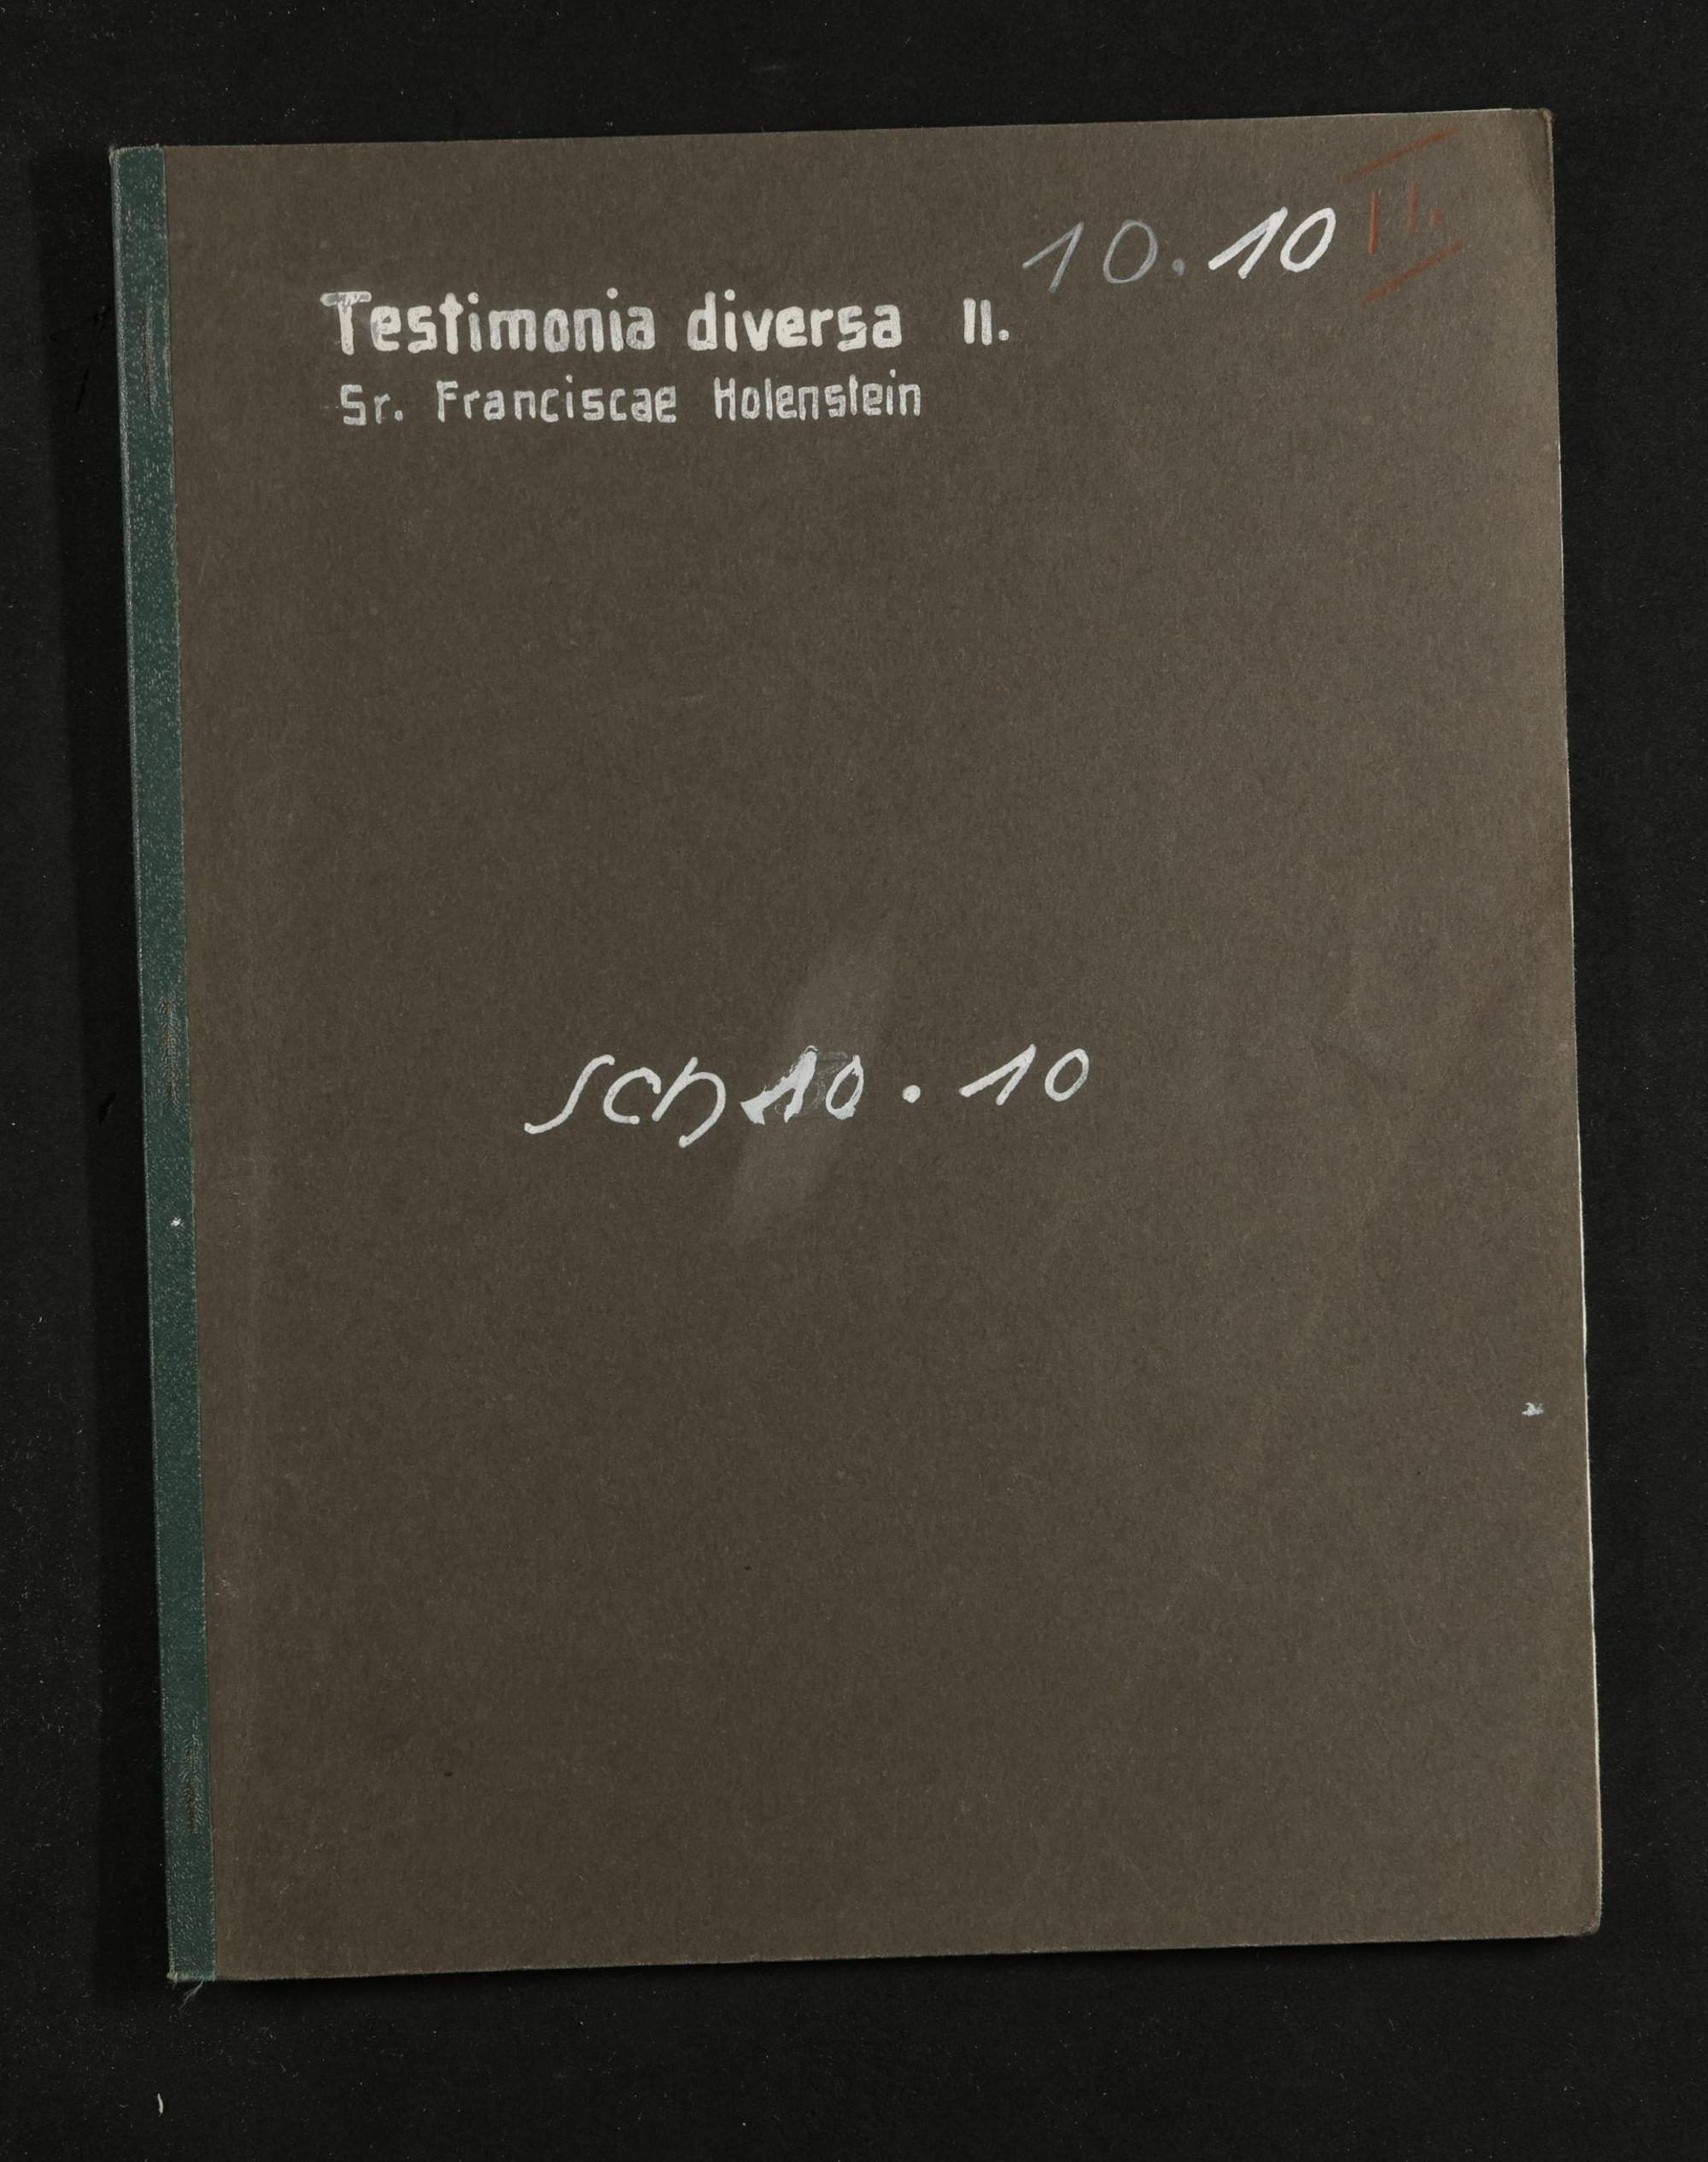 10.10 II.
Testimonia diversa II.
Sr. Franciscae Holenstein
Sch 10.10